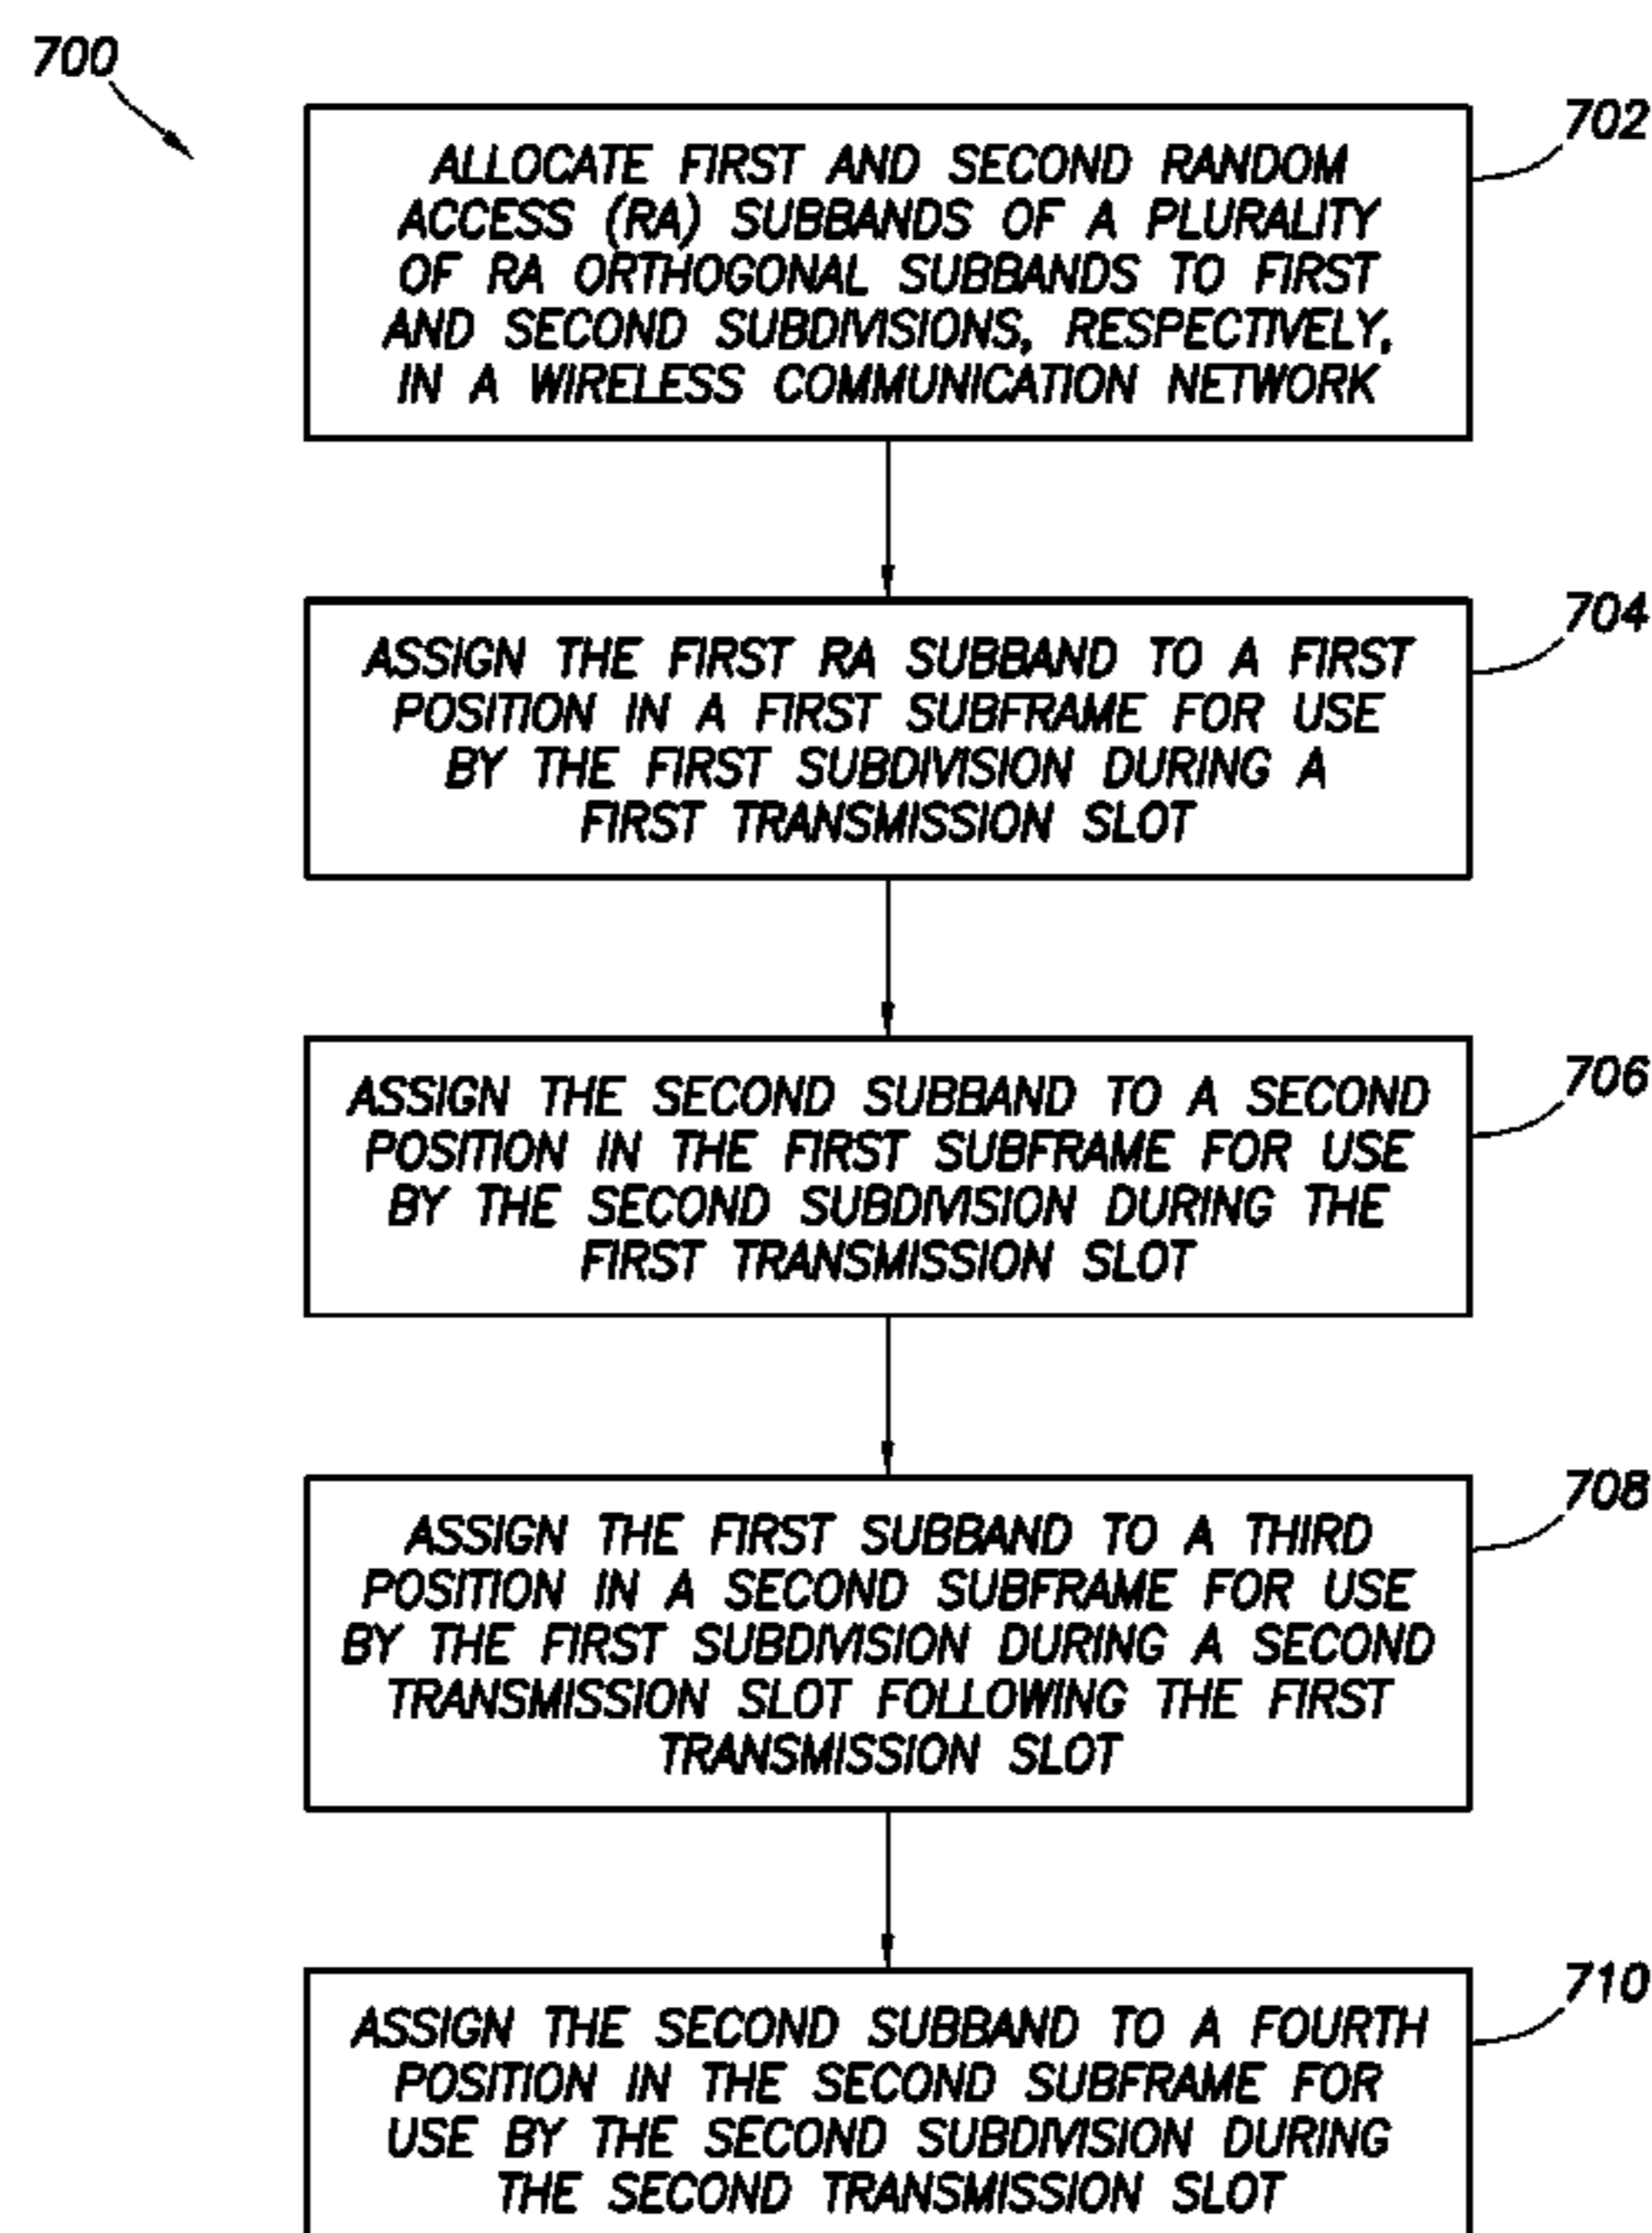 700
702
ALLOCATE FIRST AND SECOND RANDOM
ACCESS (RA) SUBBANDS OF A PLURALITY
OF RA ORTHOGONAL SUBBANDS TO FIRST
AND SECOND SUBDIVISIONS, RESPECTIVELY,
IN A WIRELESS COMMUNICATION NETWORK
704
ASSIGN THE FIRST RA SUBBAND TO A FIRST
POSITION IN A FIRST SUBFRAME FOR USE
BY THE FIRST SUBDIVISION DURING A
FIRST TRANSMISSION SLOT
706
ASSIGN THE SECOND SUBBAND TO A SECOND
POSITION IN THE FIRST SUBFRAME FOR USE
BY THE SECOND SUBDIVISION DURING THE
FIRST TRANSMISSION SLOT
708
ASSIGN THE FIRST SUBBAND TO A THIRD
POSITION IN A SECOND SUBFRAME FOR USE
BY THE FIRST SUBDIVISION DURING A SECOND
TRANSMISSION SLOT FOLLOWING THE FIRST
TRANSMISSION SLOT
710
ASSIGN THE SECOND SUBBAND TO A FOURTH
POSITION IN THE SECOND SUBFRAME FOR
USE BY THE SECOND SUBDIVISION DURING
THE SECOND TRANSMISSION SLOT